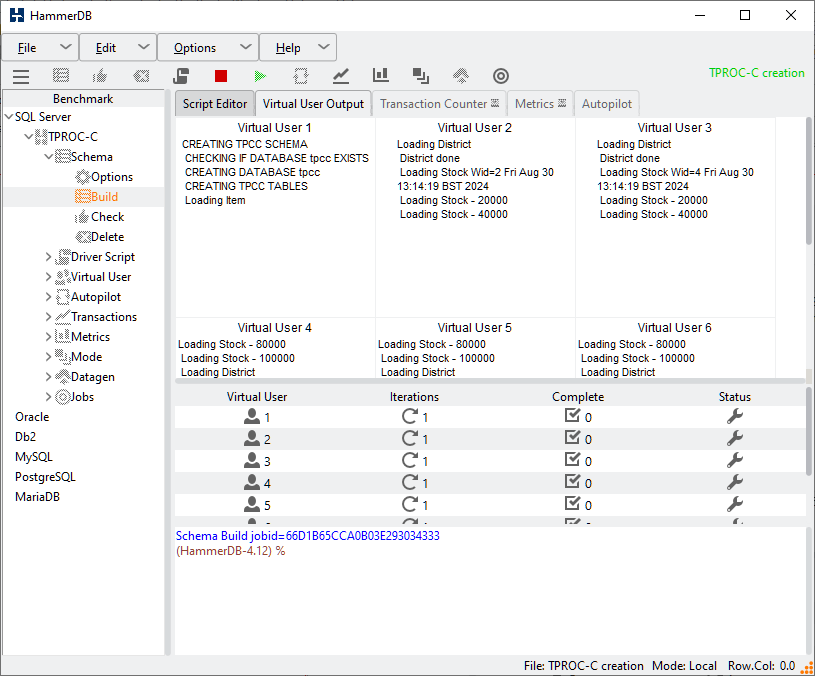 HammerDB
File Edit Options Help
TPROC-C creation
Benchmark
SQL Server
TPROC-C
Schema
Options
Build
Check
Delete
Driver Script
Virtual User
Autopilot
Transactions
Metrics
Mode
Datagen
Jobs
Oracle
Db2
MySQL
PostgreSQL
MariaDB
Script Editor Virtual User Output Transaction Counter Metrics Autopilot
Virtual User 1
CREATING TPCC SCHEMA
CHECKING IF DATABASE tpcc EXISTS
CREATING DATABASE tpcc
CREATING TPCC TABLES
Loading Item
Virtual User 2
Loading District
District done
Loading Stock Wid=2 Fri Aug 30
13:14:19 BST 2024
Loading Stock - 20000
Loading Stock - 40000
Virtual User 3
Loading District
District done
Loading Stock Wid=4 Fri Aug 30
13:14:19 BST 2024
Loading Stock - 20000
Loading Stock - 40000
Virtual User 4
Loading Stock - 80000
Loading Stock - 100000
Loading District
Virtual User 5
Loading Stock - 80000
Loading Stock - 100000
Loading District
Virtual User 6
Loading Stock - 80000
Loading Stock - 100000
Loading District
Virtual User Iterations Complete Status
1 1 0
2 1 0
3 1 0
4 1 0
5 1 0
Schema Build jobid=66D1B65CCA0B03E293034333
(HammerDB-4.12) %
File: TPROC-C creation Mode: Local Row.Col: 0.0